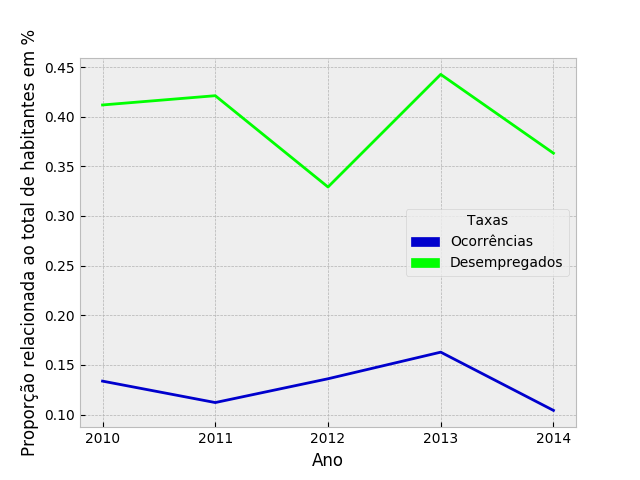 Proporção relacionada ao total de habitantes em %
0.45
0.40
0.35
0.30
0.25
0.20
0.15
0.10
Taxas
Ocorrências
Desempregados
2010 2011 2012 2013 2014
Ano